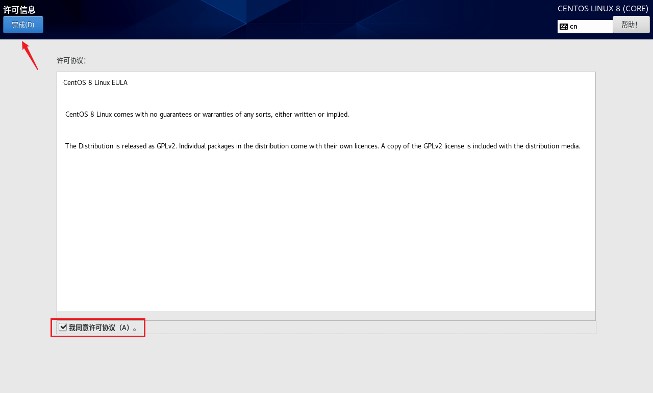 许可信息
完成(D)
CENTOS LINUX 8 (CORE)
cn
帮助！
许可协议：
CentOS 8 Linux EULA
CentOS 8 Linux comes with no guarantees or warranties of any sorts, either written or implied.
The Distribution is released as GPLv2. Individual packages in the distribution come with their own licences. A copy of the GPLv2 license is included with the distribution media.
我同意许可协议（A）。